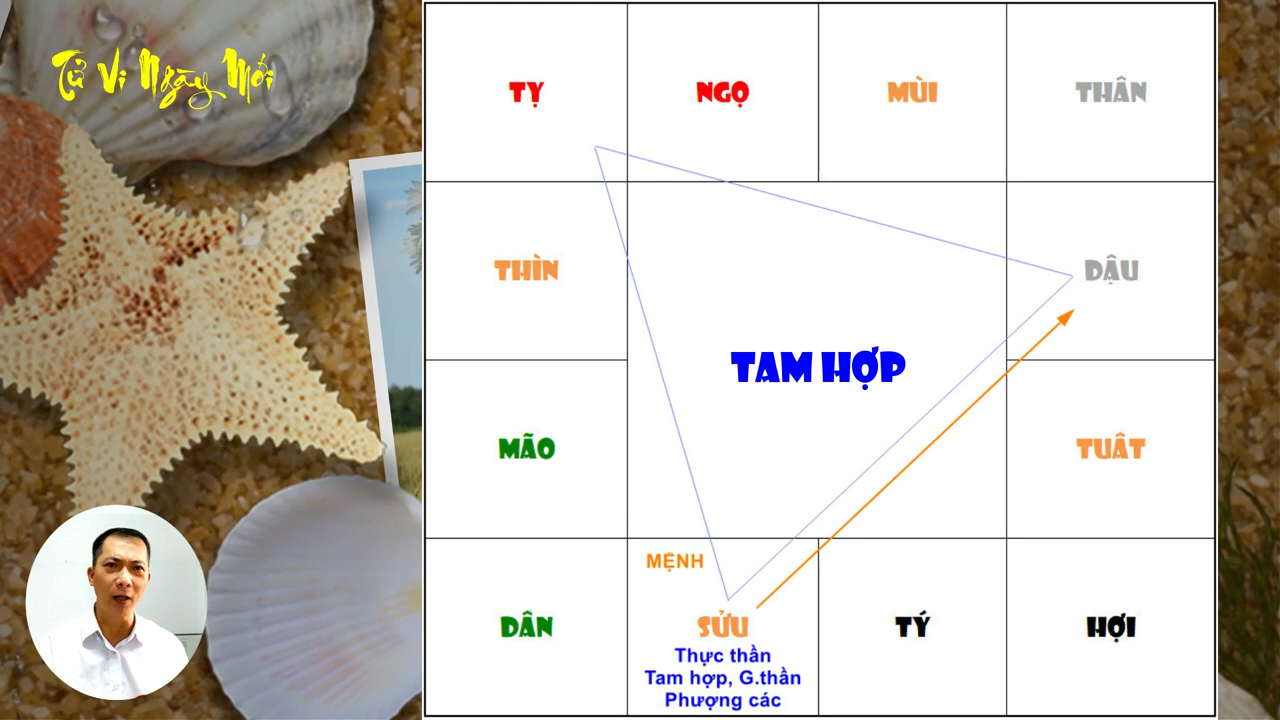 Tử Vi Ngày Mới
TỴ
NGỌ
MÙI
THÂN
THÌN
DẬU
TAM HỢP
MÃO
TUẤT
MỆNH
DẦN
SỬU
TÝ
HỢI
Thực thần
Tam hợp, G.thần
Phượng các